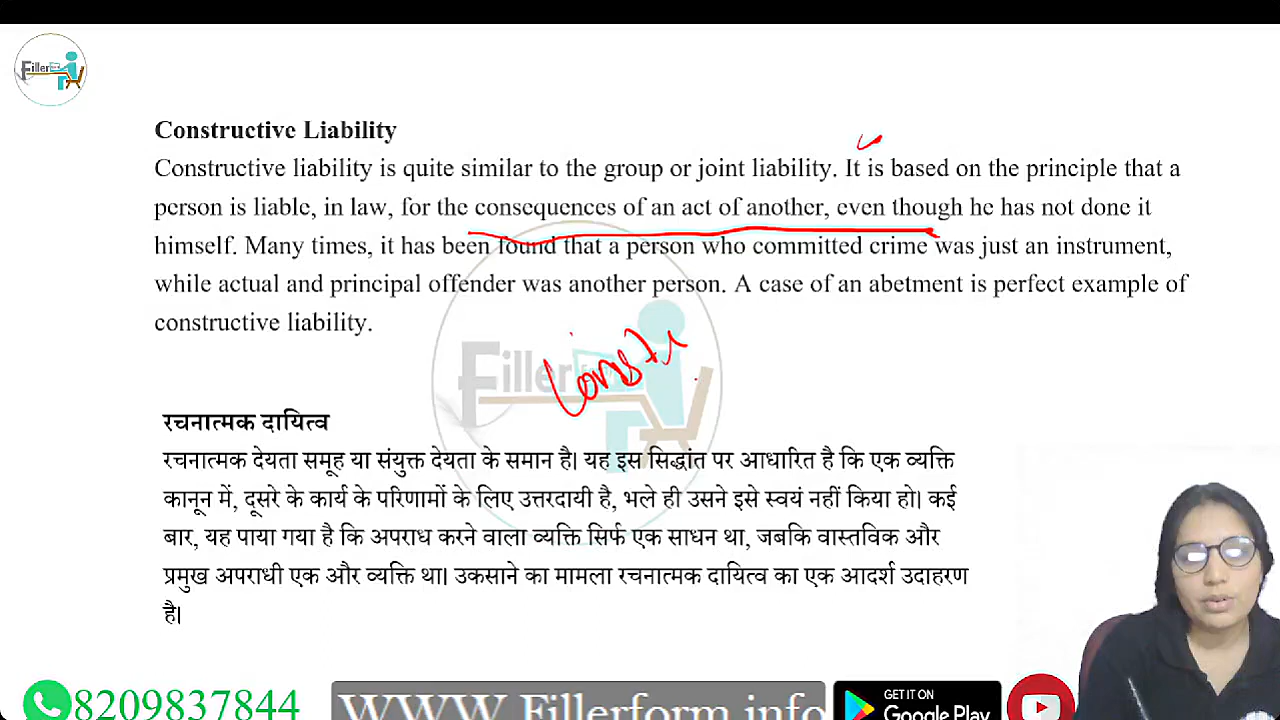 Fillerform
Constructive Liability
Constructive liability is quite similar to the group or joint liability. It is based on the principle that a
person is liable, in law, for the consequences of an act of another, even though he has not done it
himself. Many times, it has been found that a person who committed crime was just an instrument,
while actual and principal offender was another person. A case of an abetment is perfect example of
constructive liability.
Fillerform
Consti
रचनात्मक दायित्व
रचनात्मक देयता समूह या संयुक्त देयता के समान है। यह इस सिद्धांत पर आधारित है कि एक व्यक्ति
कानून में, दूसरे के कार्य के परिणामों के लिए उत्तरदायी है, भले ही उसने इसे स्वयं नहीं किया हो। कई
बार, यह पाया गया है कि अपराध करने वाला व्यक्ति सिर्फ एक साधन था, जबकि वास्तविक और
प्रमुख अपराधी एक और व्यक्ति था। उकसाने का मामला रचनात्मक दायित्व का एक आदर्श उदाहरण
है।
8209837844
WWW.Fillerform.info
GET IT ON
Google Play